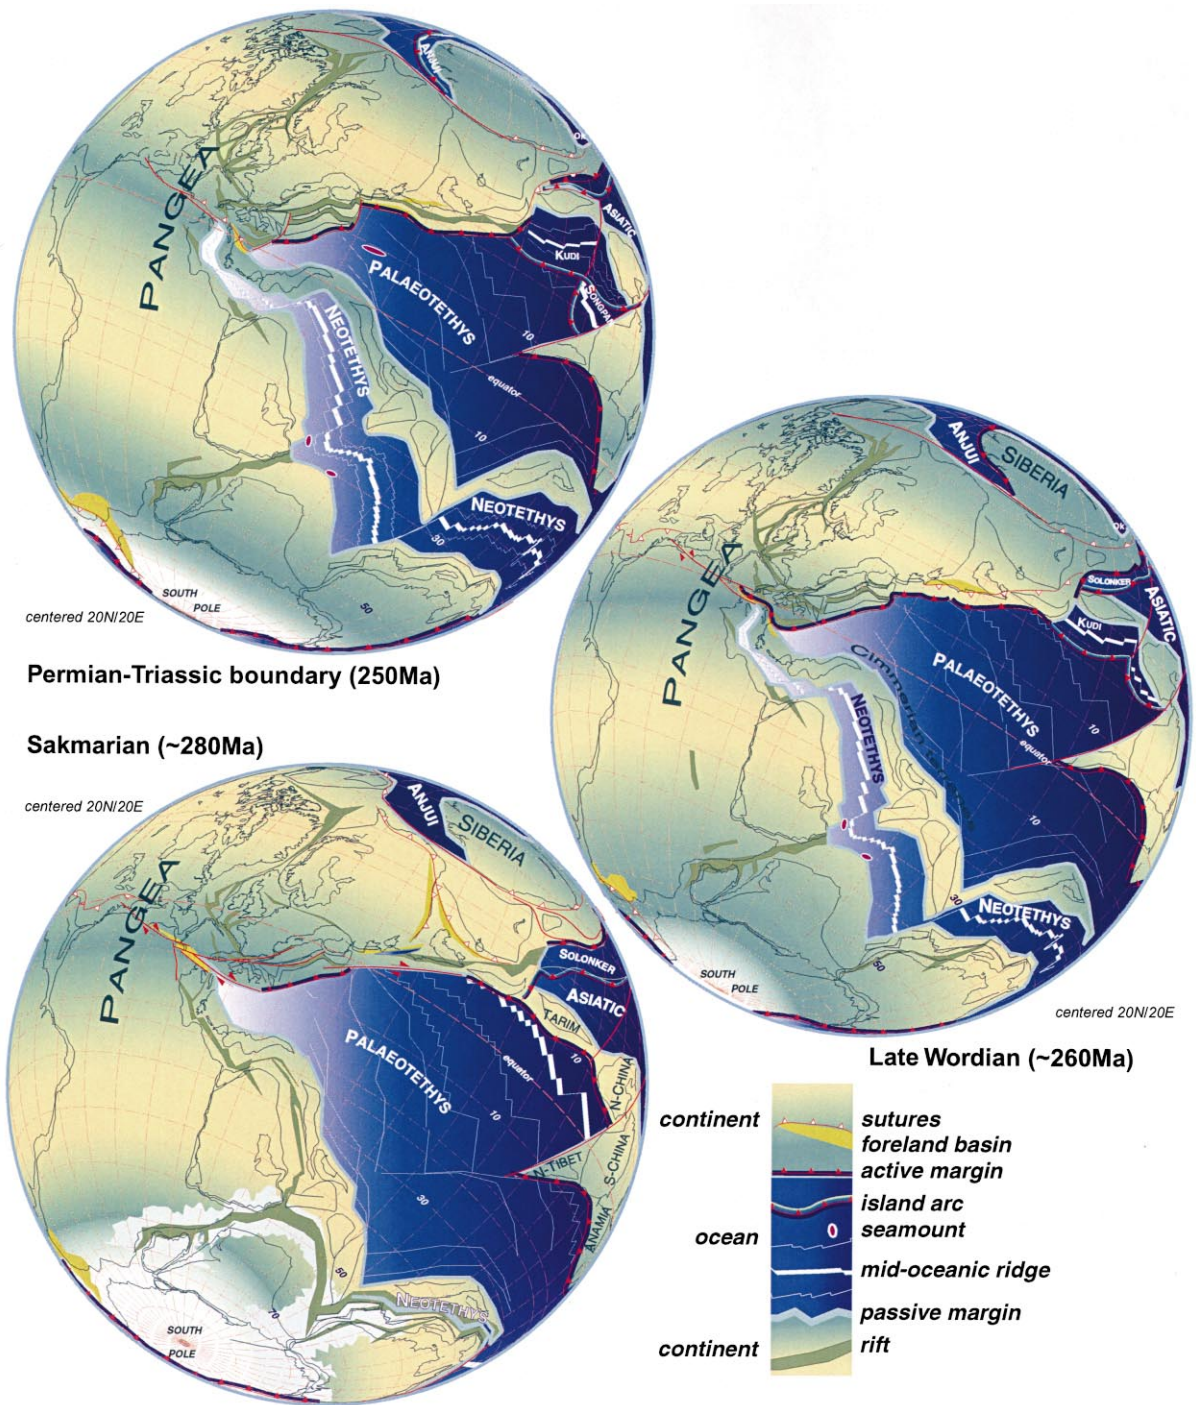 ANJUI
OK
PANGEA
ASIATIC
KUDI
SONGPAN
PALAEOTETHYS
NEOTETHYS
10
equator
10
NEOTETHYS
30
50
SOUTH
POLE
centered 20N/20E
Permian-Triassic boundary (250Ma)
ANJUI
SIBERIA
OK
PANGEA
SOLONKER
ASIATIC
KUDI
PALAEOTETHYS
Cimmerian
NEOTETHYS
10
equator
10
30
NEOTETHYS
50
SOUTH
POLE
centered 20N/20E
Late Wordian (~260Ma)
Sakmarian (~280Ma)
centered 20N/20E
ANJUI
SIBERIA
PANGEA
SOLONKER
ASIATIC
TARIM
PALAEOTETHYS
equator
10
10
N-CHINA
N-TIBET
S-CHINA
30
ANAMIA
50
NEOTETHYS
70
SOUTH
POLE
continent
sutures
foreland basin
active margin
island arc
ocean
seamount
mid-oceanic ridge
passive margin
continent
rift